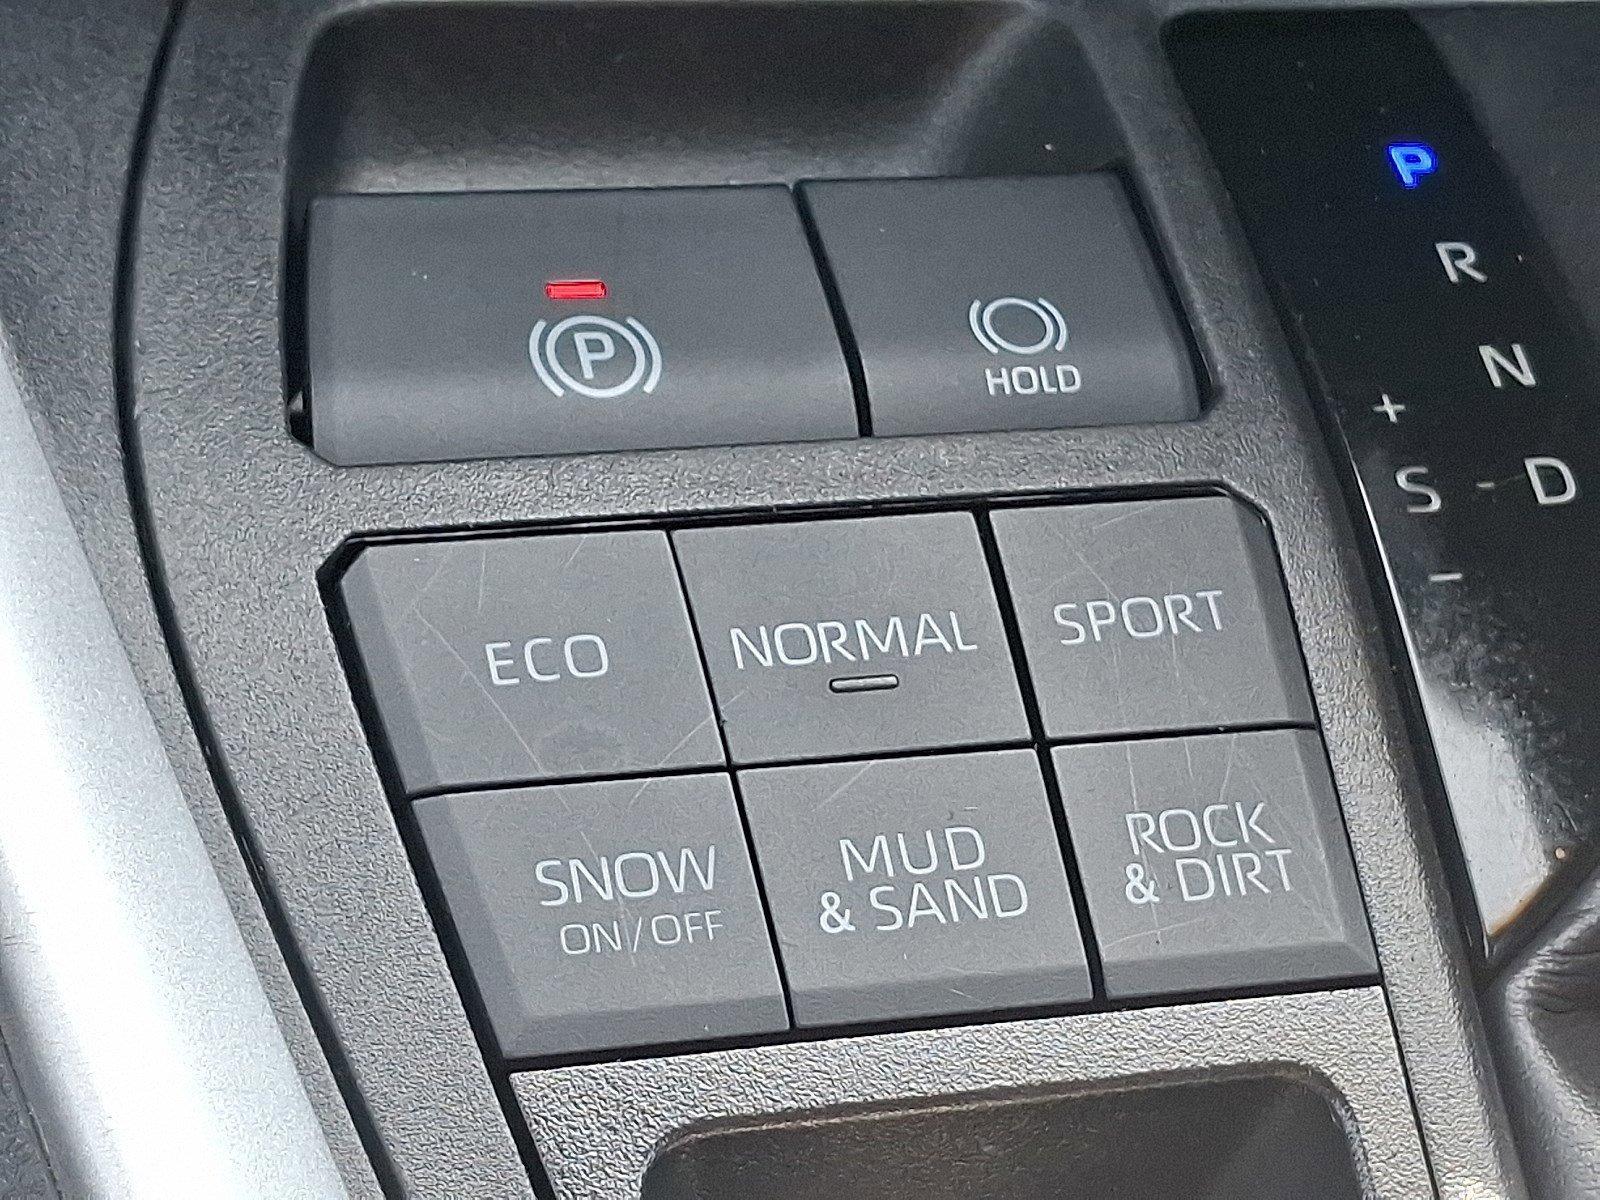 P
HOLD
P
R
N
+
S - D
-
ECO
NORMAL
SPORT
SNOW
ON/OFF
MUD
& SAND
ROCK
& DIRT